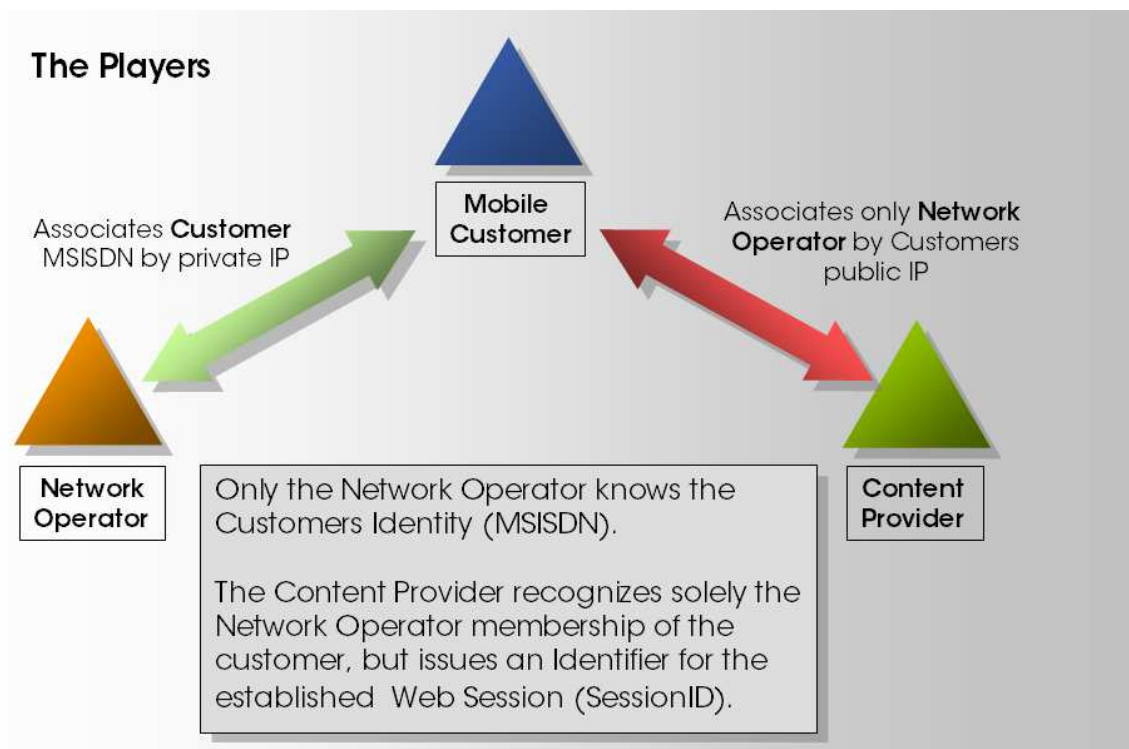 The Players
Mobile
Customer
Associates Customer
MSISDN by private IP
Associates only Network
Operator by Customers
public IP
Network
Operator
Only the Network Operator knows the
Customers Identity (MSISDN).
The Content Provider recognizes solely the
Network Operator membership of the
customer, but issues an Identifier for the
established Web Session (SessionID).
Content
Provider